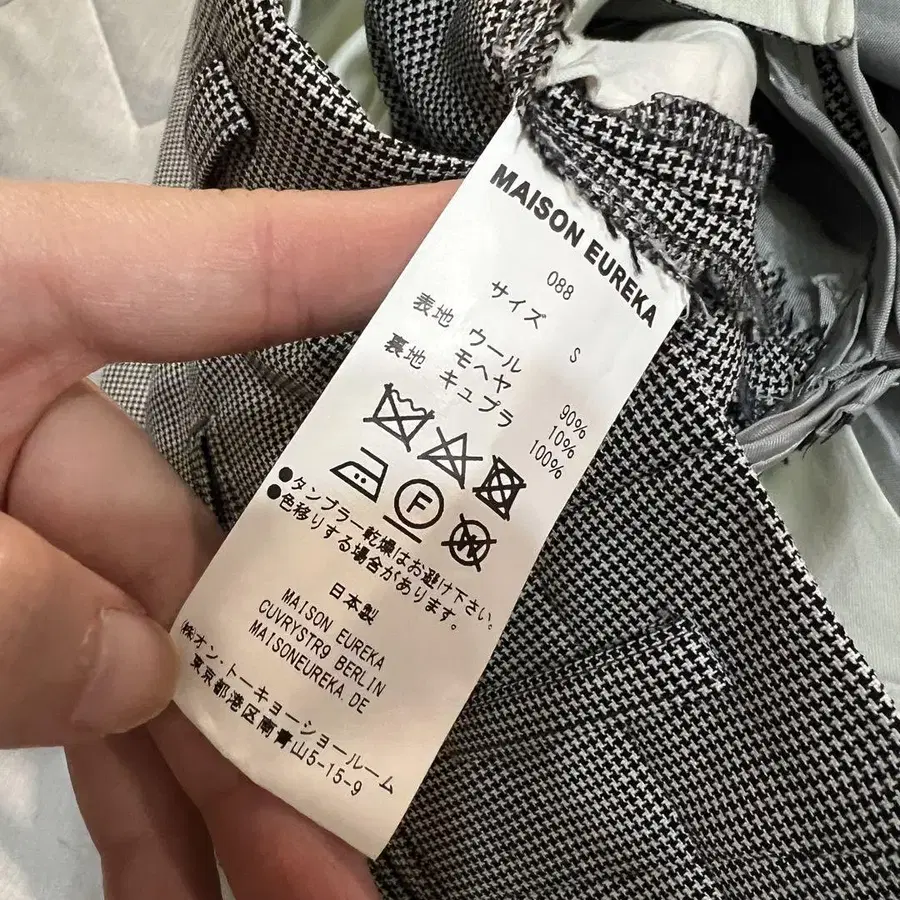 MAISON EUREKA
088
サイズ S
表地 ウール 90%
モヘヤ 10%
裏地 キュプラ 100%
F
W
●タンブラー乾燥はお避け下さい。
●色移りする場合があります。
日本製
MAISON EUREKA
CUVRYSTR9 BERLIN
MAISONEUREKA.DE
㈱オン・トーキョーショールーム
東京都港区南青山5-15-9